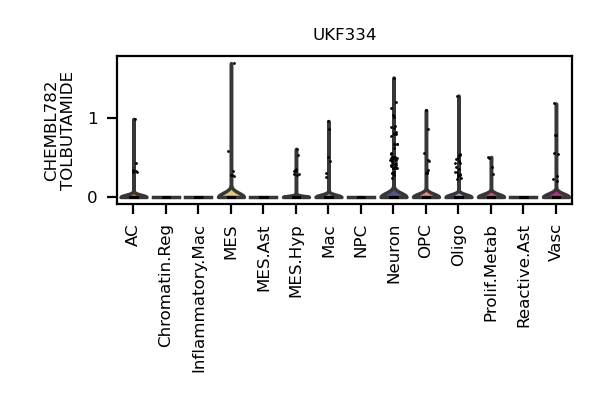 UKF334
CHEMBL782
TOLBUTAMIDE
1
0
AC
Chromatin.Reg
Inflammatory.Mac
MES
MES.Ast
MES.Hyp
Mac
NPC
Neuron
OPC
Oligo
Prolif.Metab
Reactive.Ast
Vasc